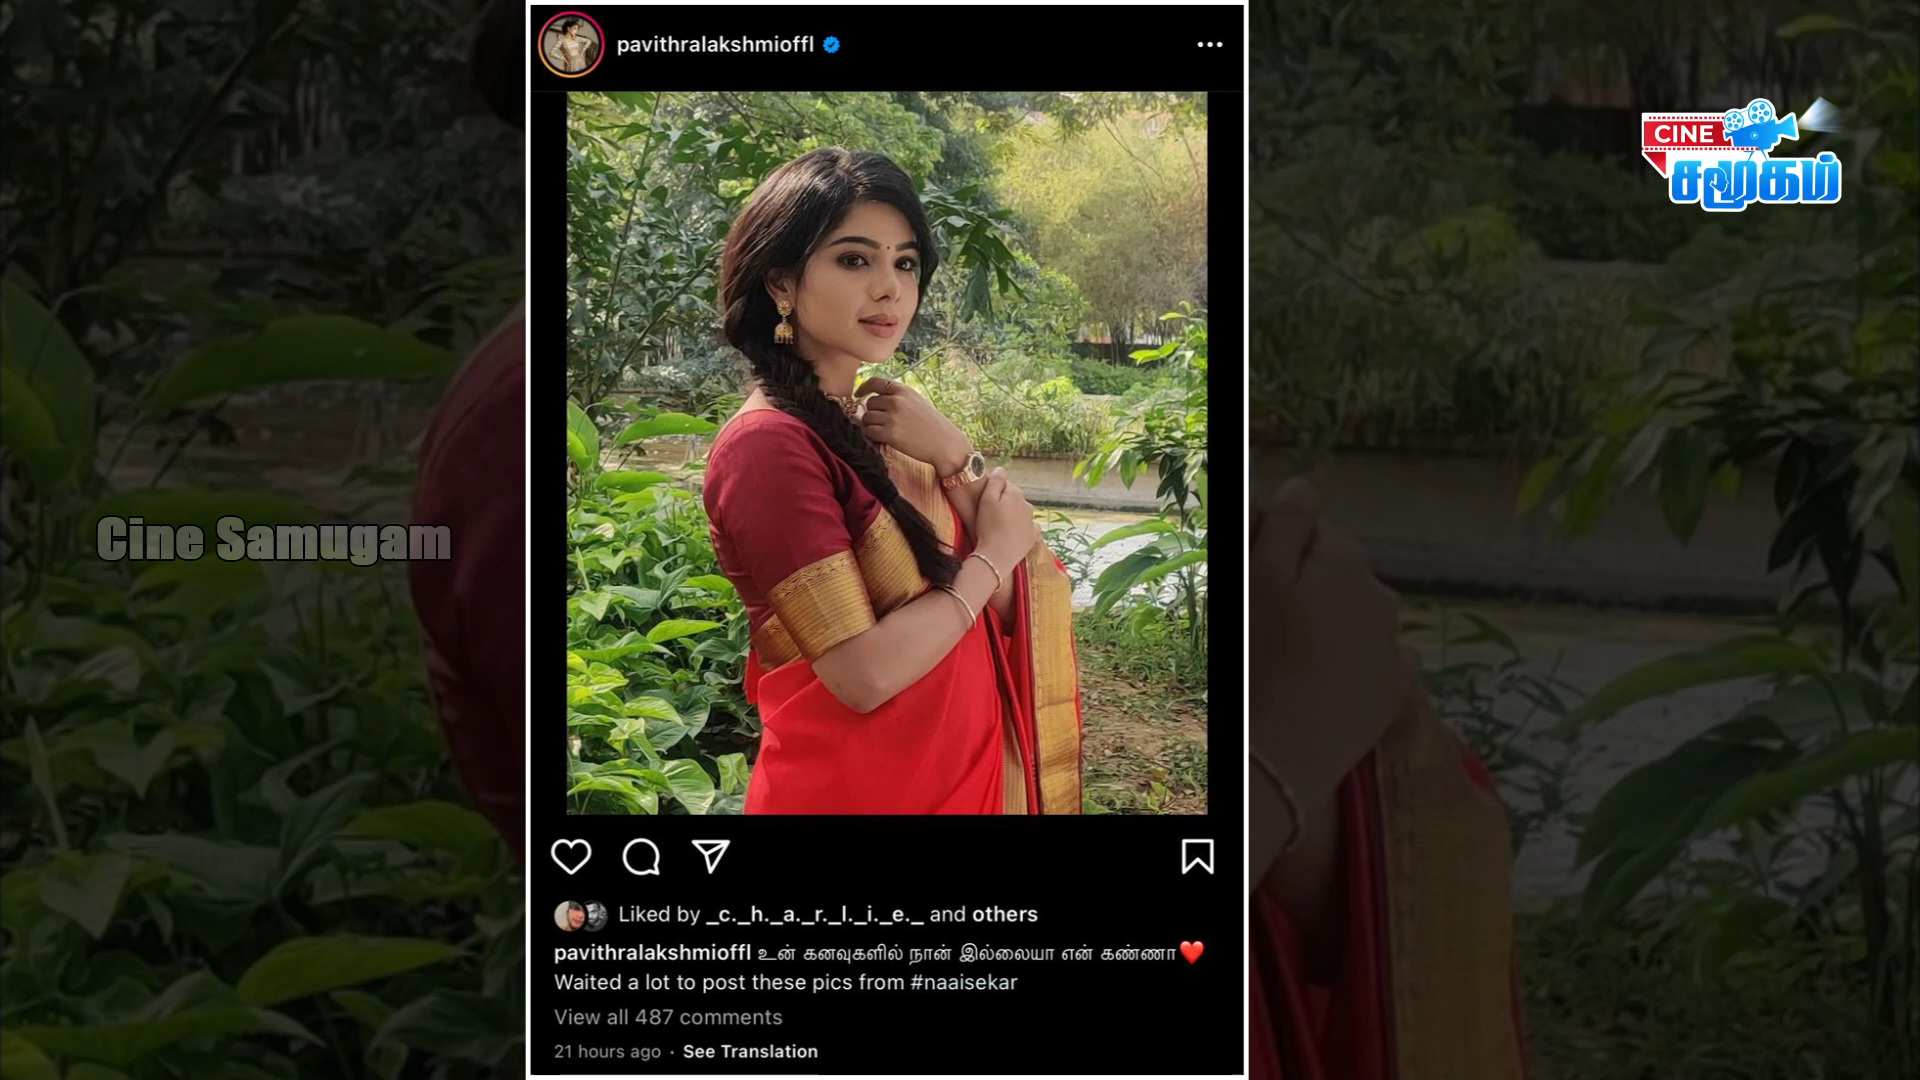 pavithralakshmioffl
CINE
சமூகம்
Cine Samugam
Liked by _c._h._a._r._l._i._e._ and others
pavithralakshmioffl உன் கனவுகளில் நான் இல்லையா என் கண்ணா❤️
Waited a lot to post these pics from #naaisekar
View all 487 comments
21 hours ago · See Translation